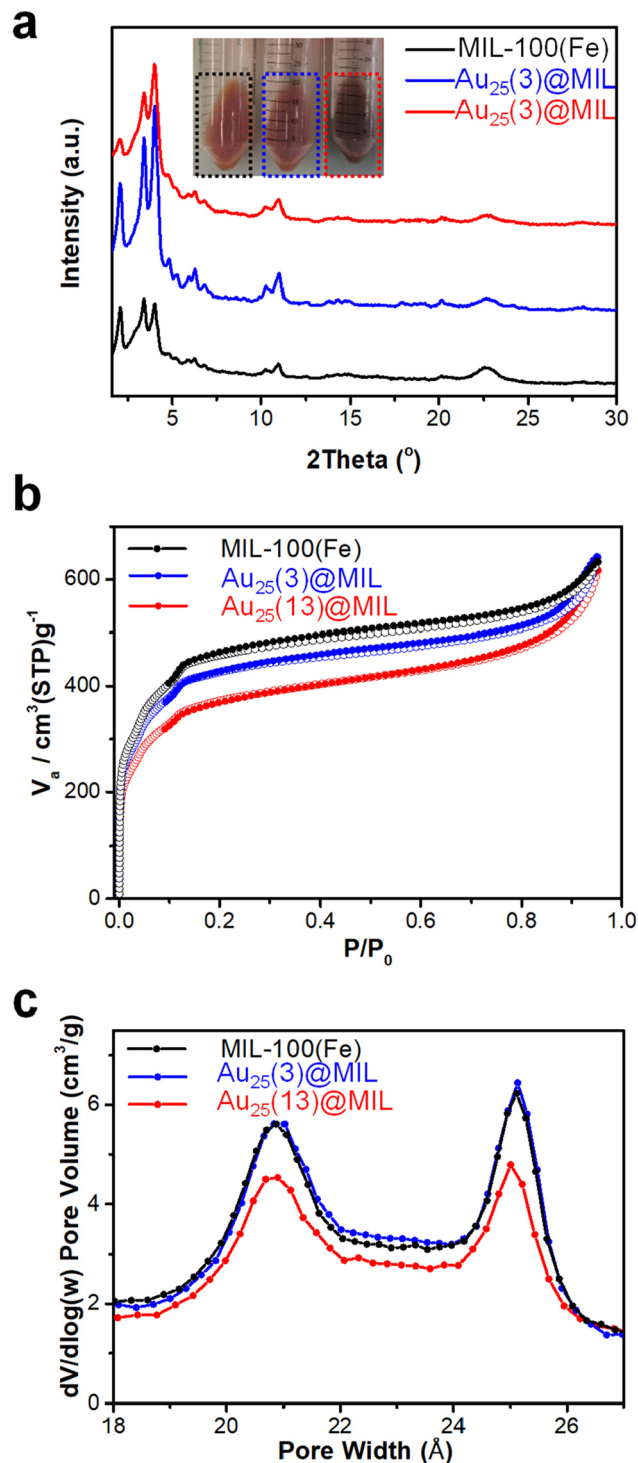 a
MIL-100(Fe)
Au₂₅(3)@MIL
Au₂₅(3)@MIL
Intensity (a.u.)
5 10 15 20 25 30
2Theta (°)
b
MIL-100(Fe)
Au₂₅(3)@MIL
Au₂₅(13)@MIL
Vₐ / cm³(STP)g⁻¹
600
400
200
0
0.0 0.2 0.4 0.6 0.8 1.0
P/P₀
c
MIL-100(Fe)
Au₂₅(3)@MIL
Au₂₅(13)@MIL
dV/dlog(w) Pore Volume (cm³/g)
6
4
2
0
18 20 22 24 26
Pore Width (Å)